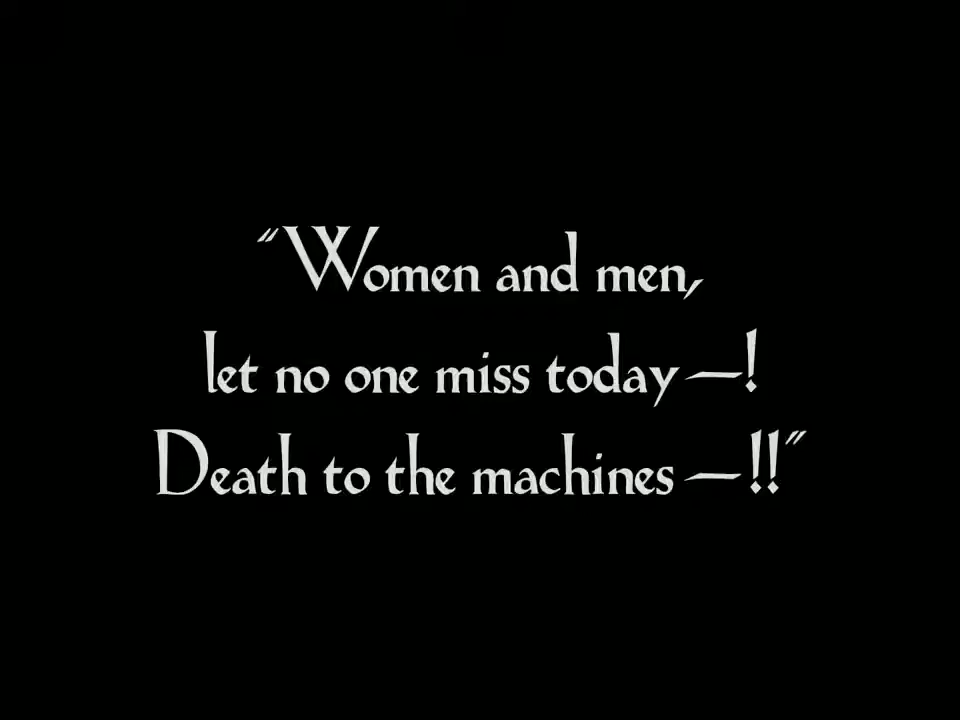 “Women and men,
let no one miss today—!
Death to the machines—!!”